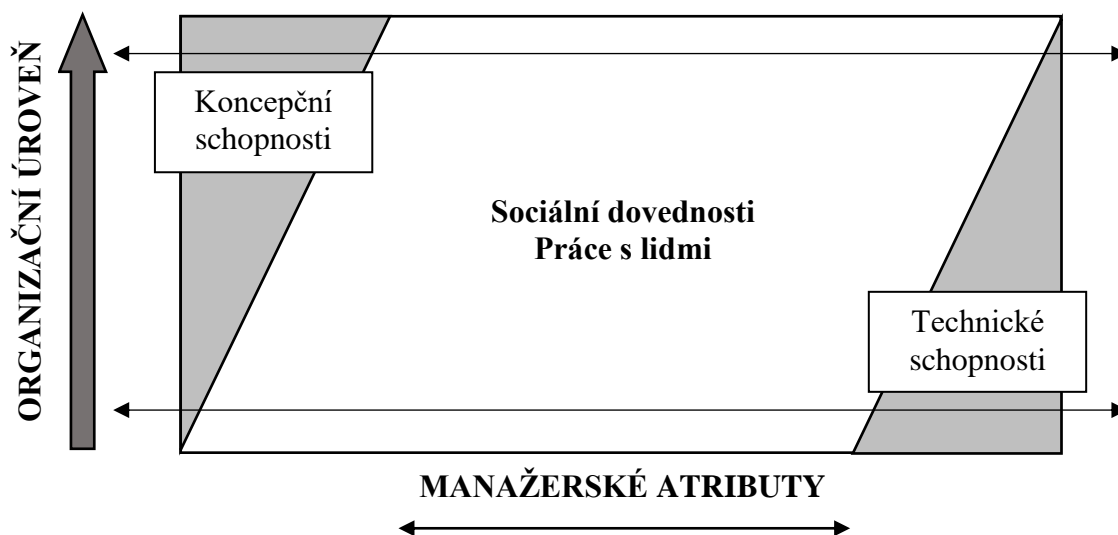 ORGANIZAČNÍ ÚROVEŇ
Koncepční
schopnosti
Sociální dovednosti
Práce s lidmi
Technické
schopnosti
MANAŽERSKÉ ATRIBUTY